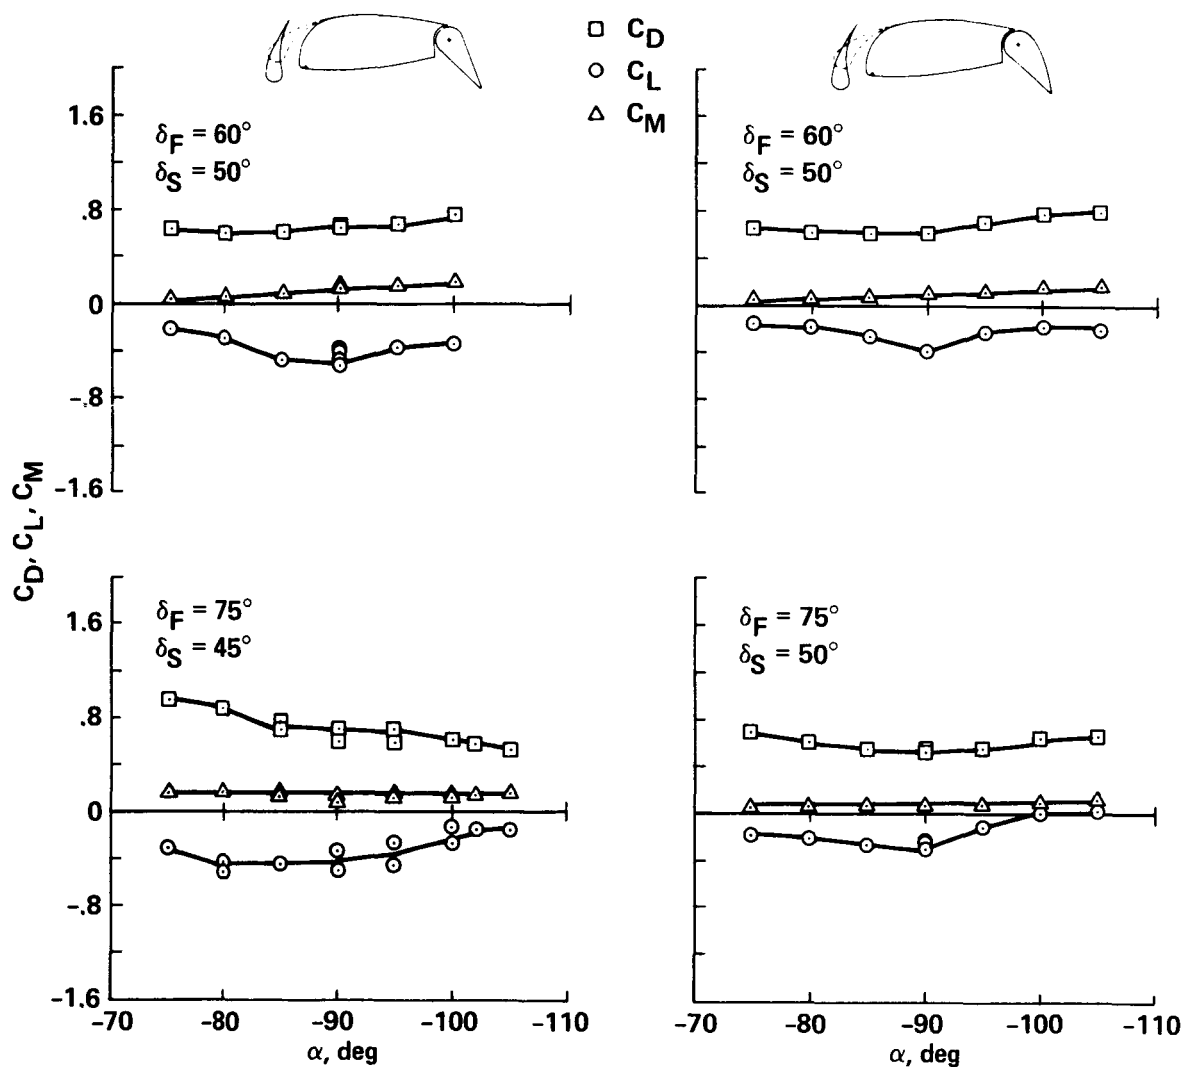 □ C_D
○ C_L
△ C_M
1.6
.8
0
–.8
–1.6
δ_F = 60°
δ_S = 50°
δ_F = 60°
δ_S = 50°
C_D, C_L, C_M
1.6
.8
0
–.8
–1.6
δ_F = 75°
δ_S = 45°
δ_F = 75°
δ_S = 50°
–70 –80 –90 –100 –110
α, deg
–70 –80 –90 –100 –110
α, deg